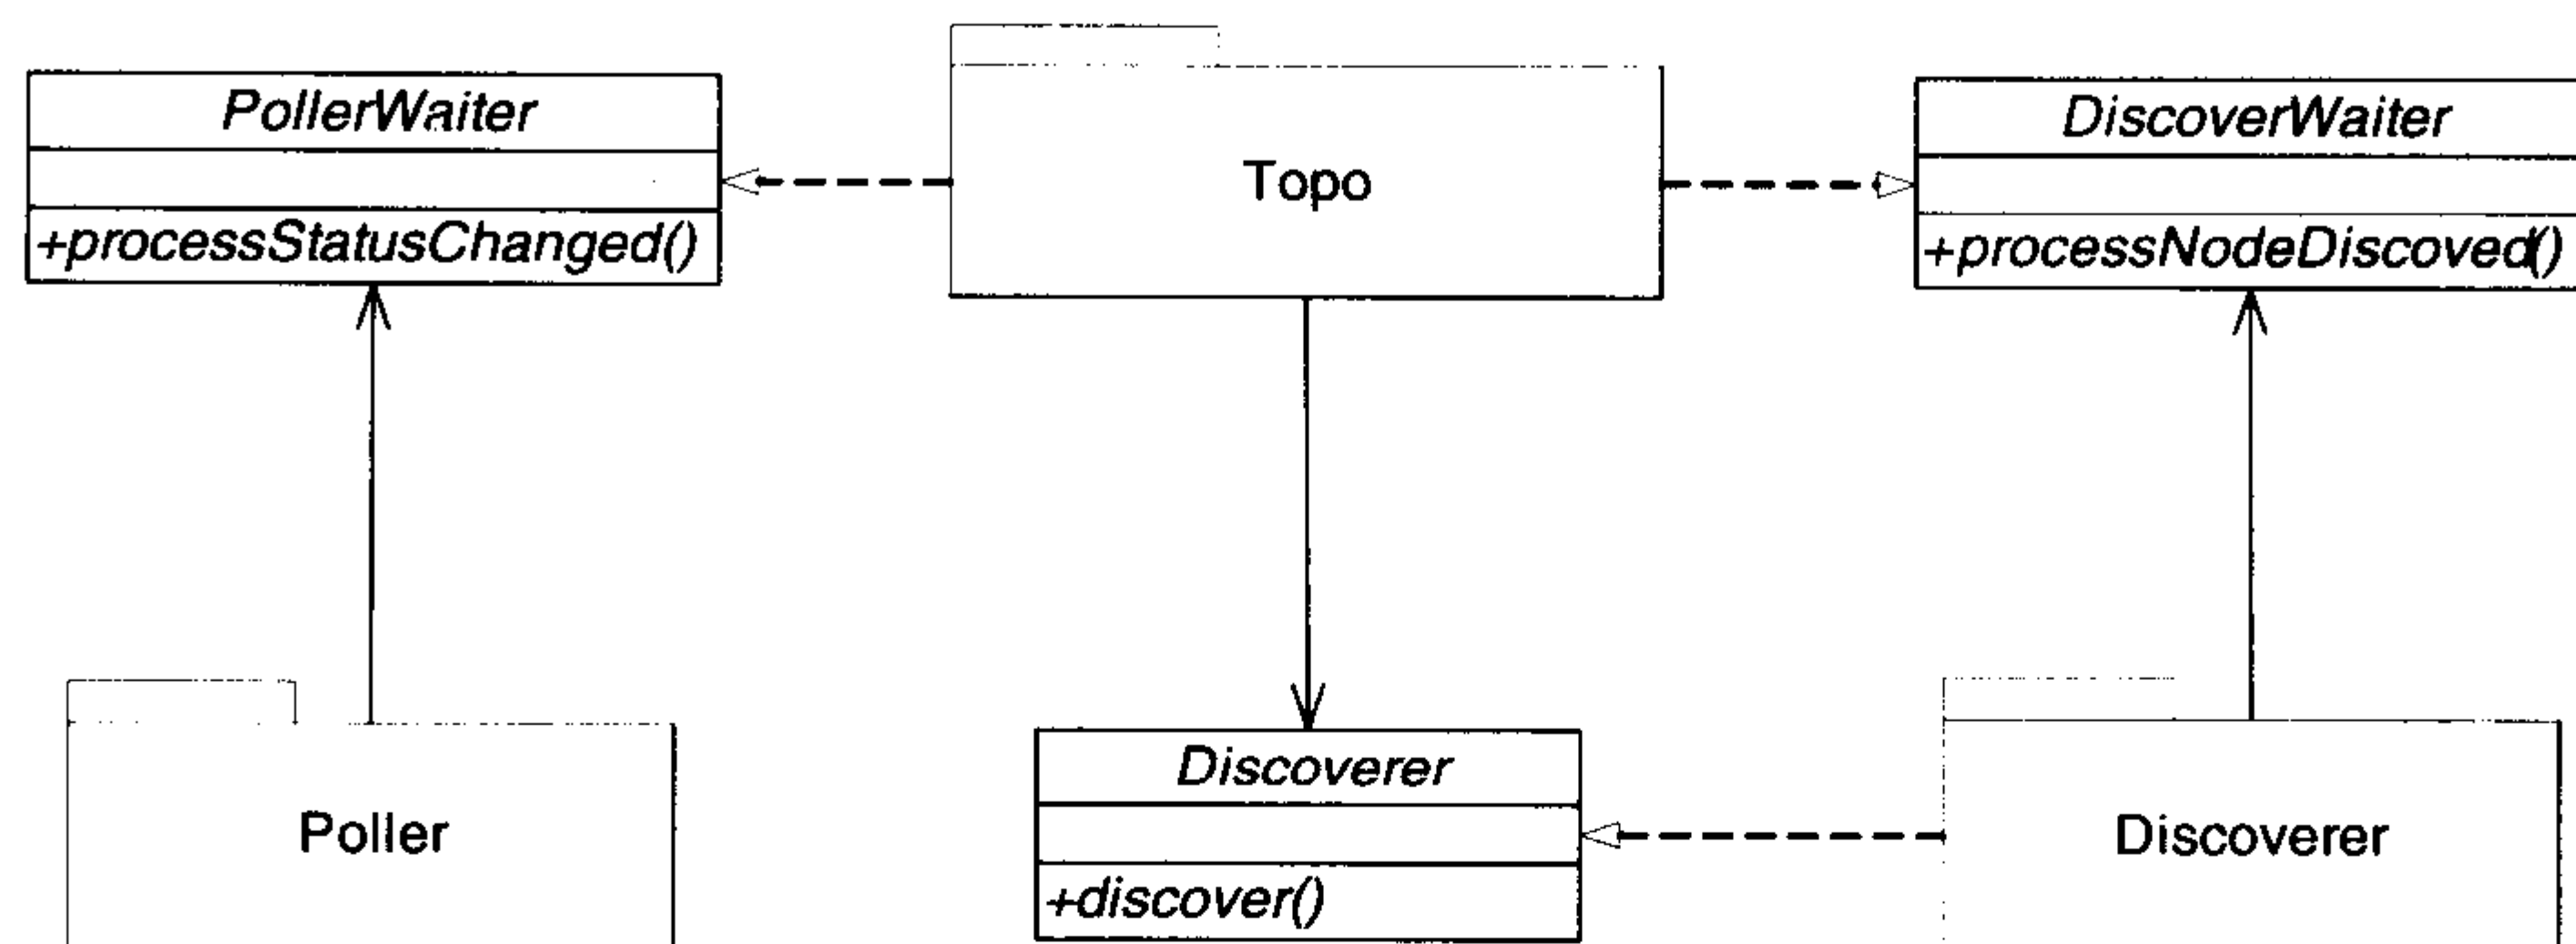 PollerWaiter
+processStatusChanged()
Topo
DiscoverWaiter
+processNodeDiscoved()
Poller
Discoverer
+discover()
Discoverer